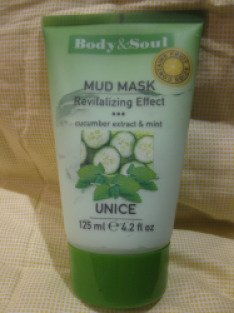 Body&Soul
MUD MASK
Revitalizing Effect
cucumber extract & mint
UNICE
125 ml ℮ 4.2 fl oz